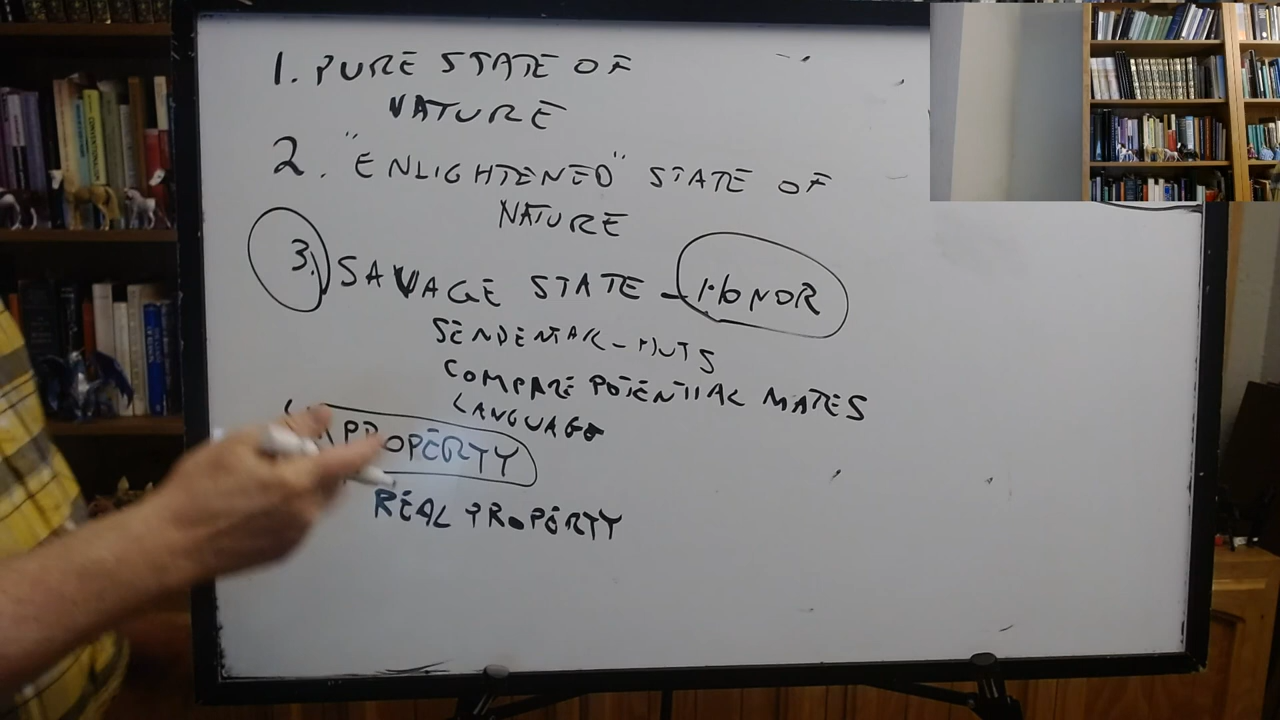 1. PURE STATE OF
NATURE
2. "ENLIGHTENED" STATE OF
NATURE
3. SAVAGE STATE - HONOR
SENDENTARY - HUTS
COMPARE POTENTIAL MATES
LANGUAGE
PROPERTY
REAL PROPERTY